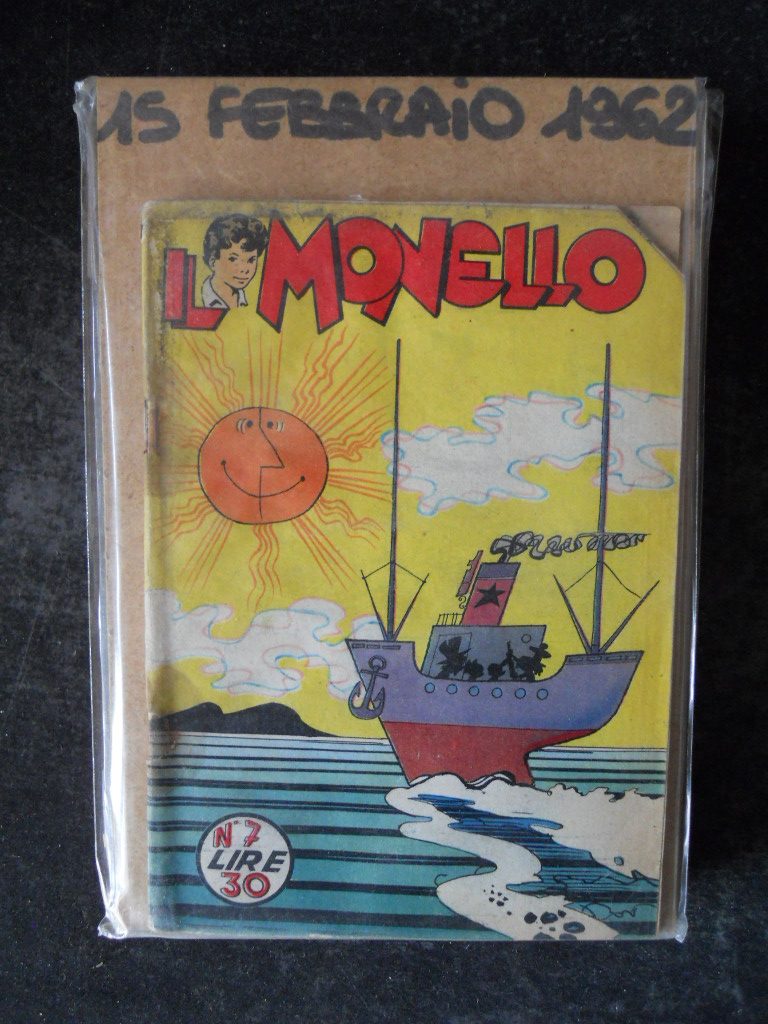 15 FEBBRAIO 1962
IL MONELLO
N° 7
LIRE
30